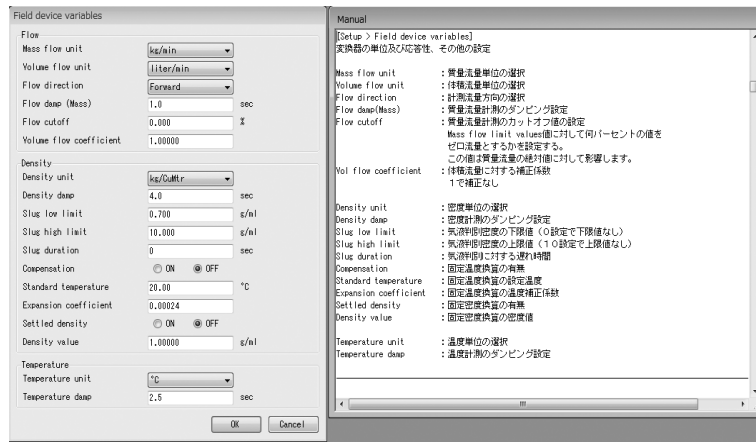 Field device variables
Flow
Mass flow unit kg/min
Volume flow unit liter/min
Flow direction Forward
Flow damp (Mass) 1.0 sec
Flow cutoff 0.000 %
Volume flow coefficient 1.00000
Density
Density unit kg/CuMtr
Density damp 4.0 sec
Slug low limit 0.700 g/ml
Slug high limit 10.000 g/ml
Slug duration 0 sec
Compensation ON OFF
Standard temperature 20.00 °C
Expansion coefficient 0.00024
Settled density ON OFF
Density value 1.00000 g/ml
Temperature
Temperature unit °C
Temperature damp 2.5 sec
OK Cancel
Manual
[Setup > Field device variables]
変換器の単位及び応答性、その他の設定
Mass flow unit :質量流量単位の選択
Volume flow unit :体積流量単位の選択
Flow direction :計測流量方向の選択
Flow damp(Mass) :質量流量計測のダンピング設定
Flow cutoff :質量流量計測のカットオフ値の設定
Mass flow limit values値に対して何パーセントの値を
ゼロ流量とするかを設定する。
この値は質量流量の絶対値に対して影響します。
Vol flow coefficient :体積流量に対する補正係数
1で補正なし
Density unit :密度単位の選択
Density damp :密度計測のダンピング設定
Slug low limit :気液判別密度の下限値(0設定で下限値なし)
Slug high limit :気液判別密度の上限値(10設定で上限値なし)
Slug duration :気液判別に対する遅れ時間
Compensation :固定温度換算の有無
Standard temperature :固定温度換算の設定温度
Expansion coefficient :固定温度換算の温度補正係数
Settled density :固定密度換算の有無
Density value :固定密度換算の密度値
Temperature unit :温度単位の選択
Temperature damp :温度計測のダンピング設定